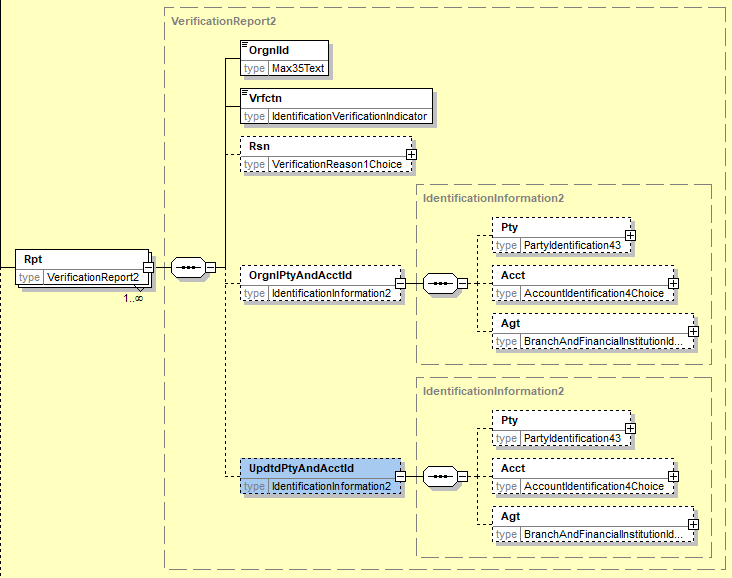 VerificationReport2
OrgnlId
type Max35Text
Vrfctn
type IdentificationVerificationIndicator
Rsn
type VerificationReason1Choice
IdentificationInformation2
Pty
type PartyIdentification43
Rpt
type VerificationReport2
1..∞
OrgnlPtyAndAcctId
type IdentificationInformation2
Acct
type AccountIdentification4Choice
Agt
type BranchAndFinancialInstitutionId...
IdentificationInformation2
Pty
type PartyIdentification43
UpdtdPtyAndAcctId
type IdentificationInformation2
Acct
type AccountIdentification4Choice
Agt
type BranchAndFinancialInstitutionId...